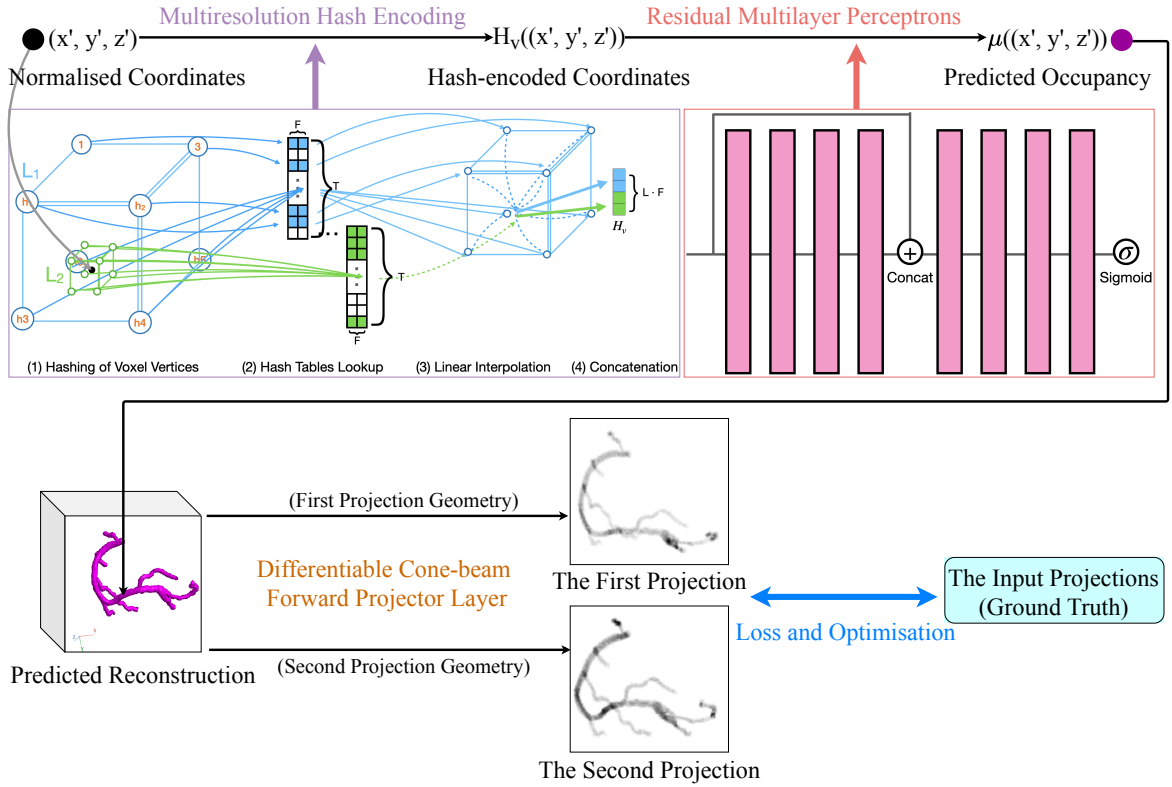 Multiresolution Hash Encoding
Residual Multilayer Perceptrons
(x', y', z')
H_v((x', y', z'))
μ((x', y', z'))
Normalised Coordinates
Hash-encoded Coordinates
Predicted Occupancy
F
1
3
L₁
T
h
h₂
L · F
H_v
L₂
h5
T
h3
h4
F
+
σ
Concat
Sigmoid
(1) Hashing of Voxel Vertices
(2) Hash Tables Lookup
(3) Linear Interpolation
(4) Concatenation
(First Projection Geometry)
Differentiable Cone-beam
Forward Projector Layer
The First Projection
The Input Projections
(Ground Truth)
Loss and Optimisation
(Second Projection Geometry)
Predicted Reconstruction
The Second Projection